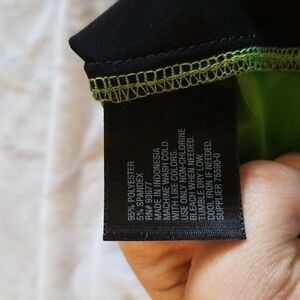 95% POLYESTER
5% SPANDEX
RN# 93677
MADE IN INDONESIA
MACHINE WASH COLD.
WITH LIKE COLORS.
USE ONLY NON-CHLORINE
BLEACH WHEN NEEDED.
TUMBLE DRY LOW.
COOL IRON IF NEEDED.
SUPPLIER 75500-0